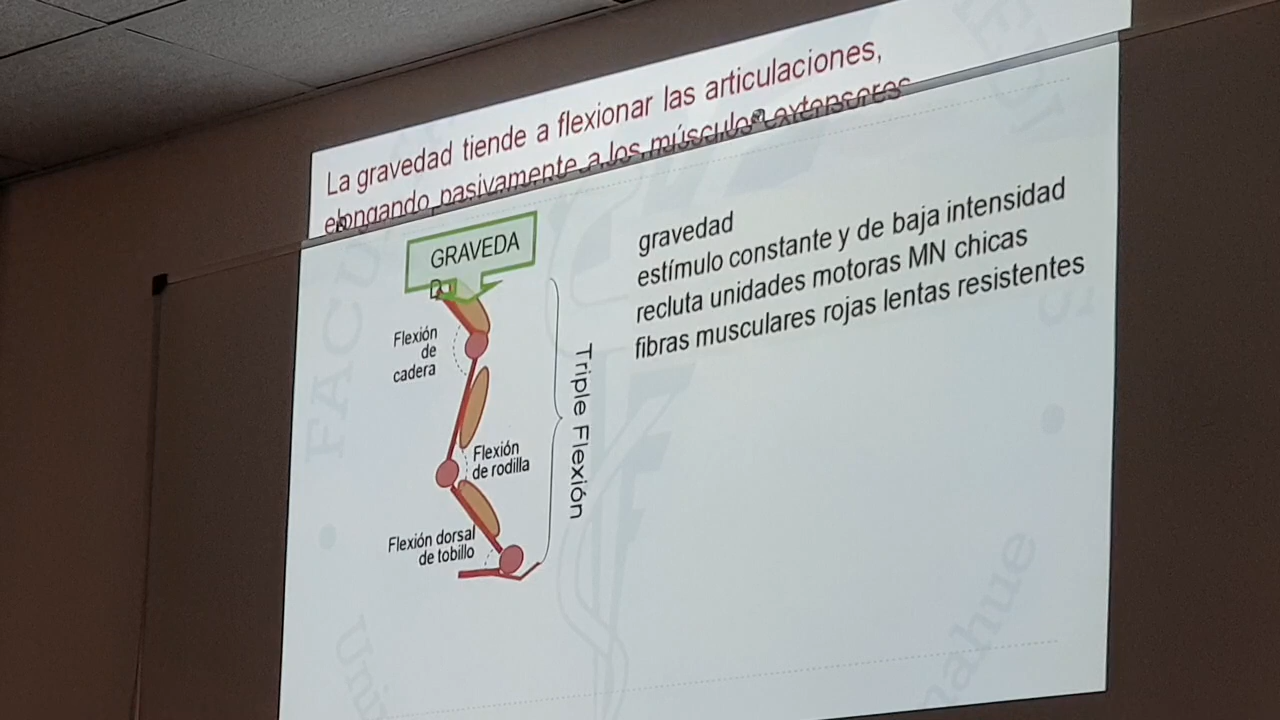 La gravedad tiende a flexionar las articulaciones,
elongando pasivamente a los músculos extensores
GRAVEDA
D
Flexión
de
cadera
Flexión
de rodilla
Flexión dorsal
de tobillo
Triple Flexión
gravedad
estímulo constante y de baja intensidad
recluta unidades motoras MN chicas
fibras musculares rojas lentas resistentes